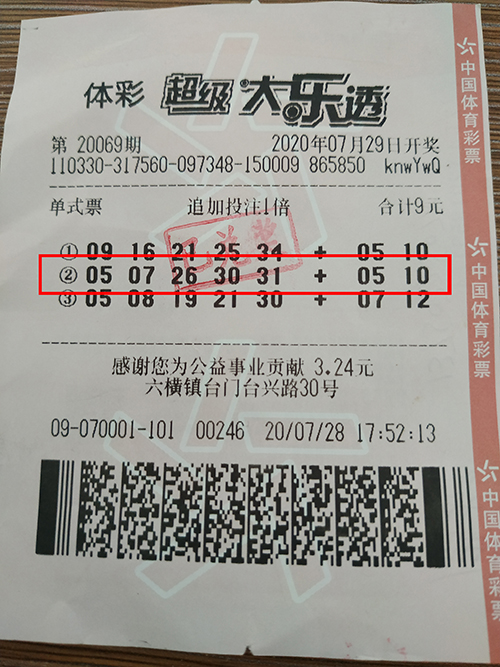 体彩 超级大乐透
第 20069期 2020年07月29日开奖
110330-317560-097348-150009 865850 knwYwQ
单式票 追加投注1倍 合计9元
① 09 16 21 25 34 + 05 10
② 05 07 26 30 31 + 05 10
③ 05 08 19 21 30 + 07 12
已兑奖
感谢您为公益事业贡献 3.24元
六横镇台门台兴路30号
09-070001-101 00246 20/07/28 17:52:13
中国体育彩票
中国体育彩票
中国体育彩票